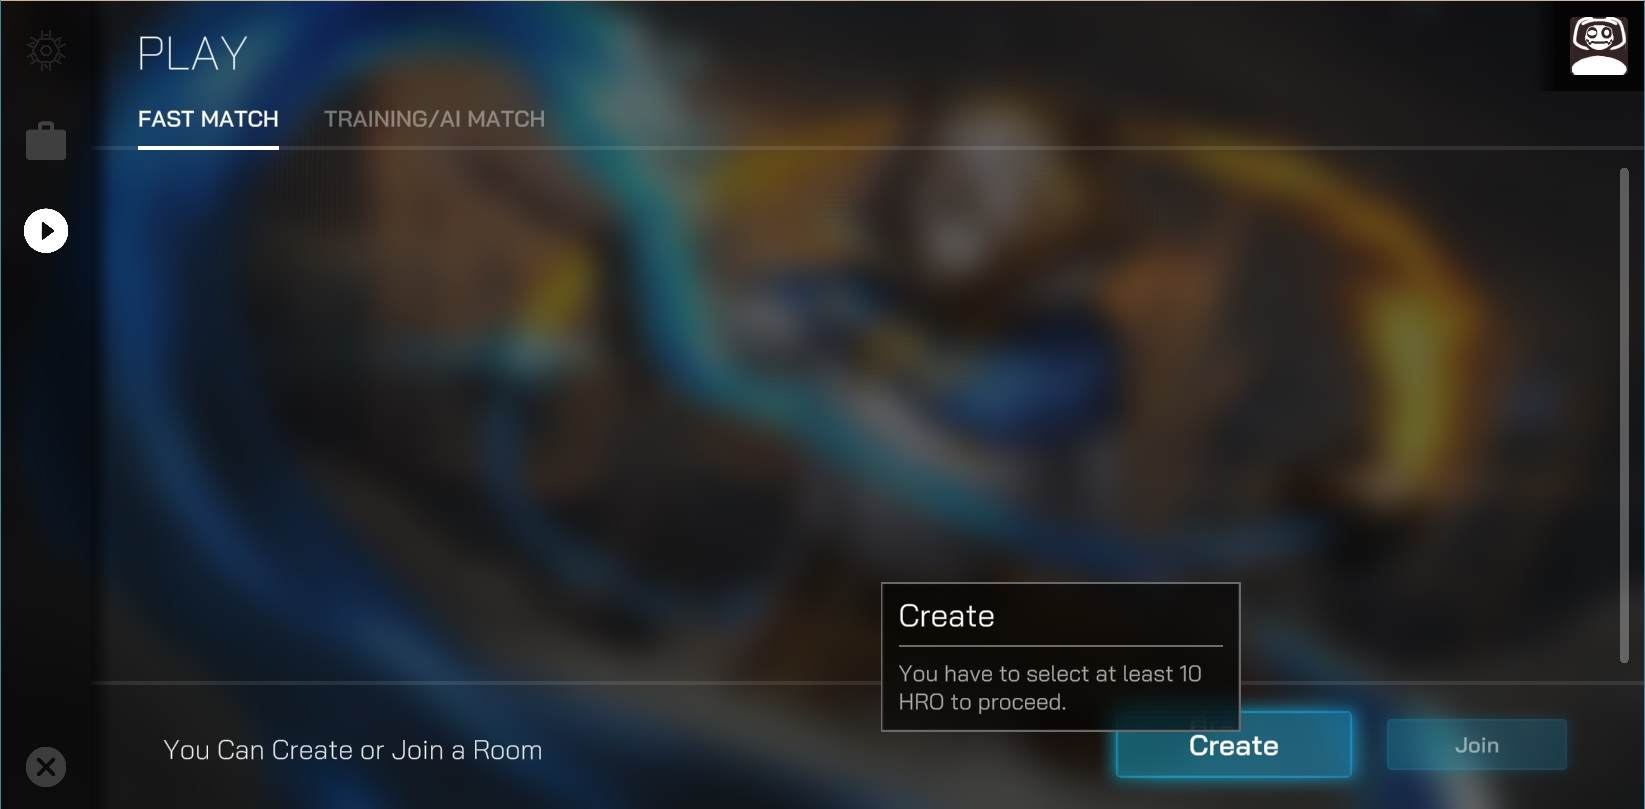 PLAY
FAST MATCH
TRAINING/AI MATCH
Create
You have to select at least 10
HRO to proceed.
You Can Create or Join a Room
Create
Join